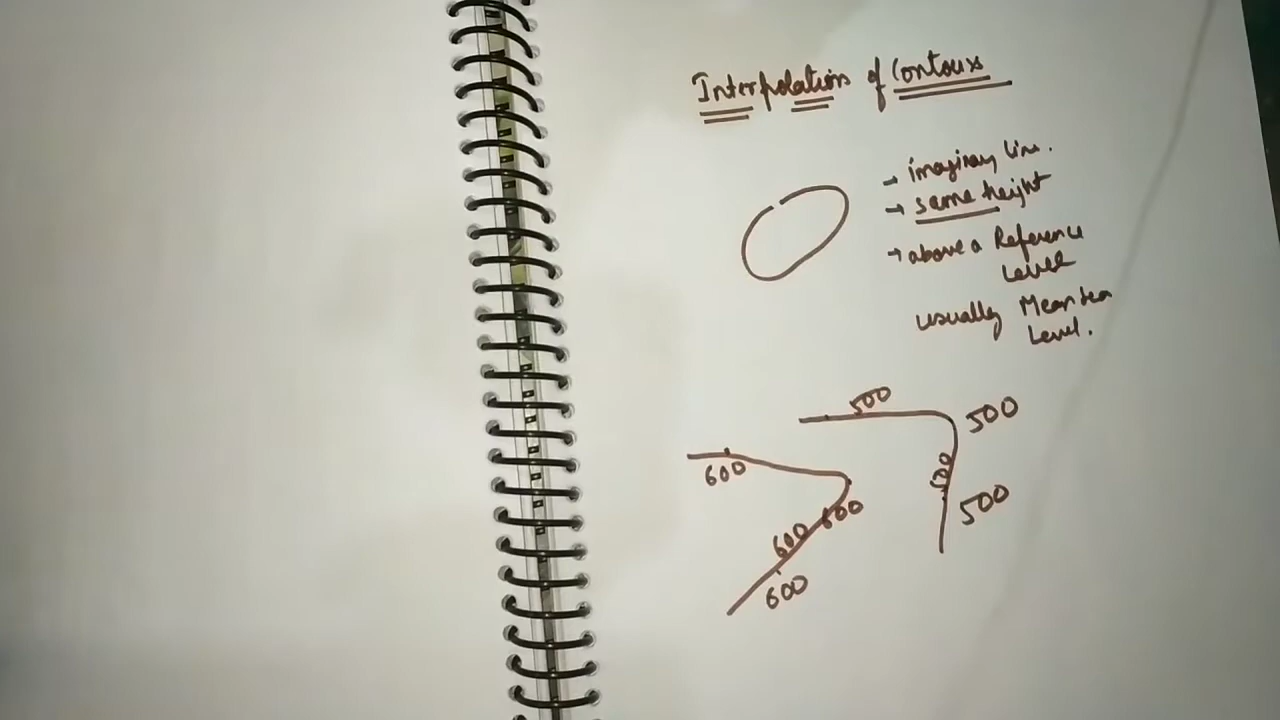 Interpolation of Contours
→ imaginary line.
→ same height
→ above a Reference
Level
usually Mean sea
Level.
500
500
500
500
600
600
600
600